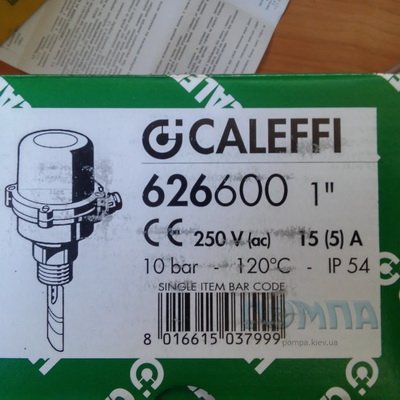 CALEFFI
626600 1"
CE 250 V (ac) 15 (5) A
10 bar - 120°C - IP 54
SINGLE ITEM BAR CODE
ПОМПА
pompa.kiev.ua
8 016615 037999